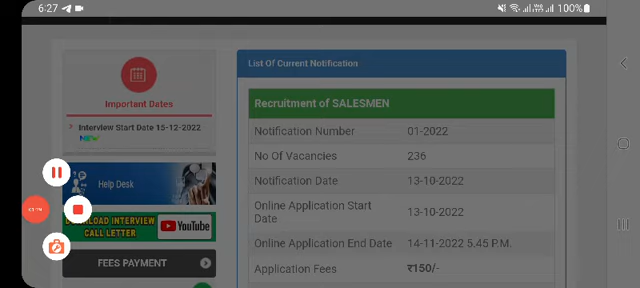 6:27
100%
List Of Current Notification
Important Dates
Interview Start Date 15-12-2022
NEW
Recruitment of SALESMEN
Notification Number 01-2022
No Of Vacancies 236
Notification Date 13-10-2022
Online Application Start Date 13-10-2022
Online Application End Date 14-11-2022 5.45 P.M.
Application Fees ₹150/-
Help Desk
DOWNLOAD INTERVIEW
CALL LETTER
YouTube
FEES PAYMENT